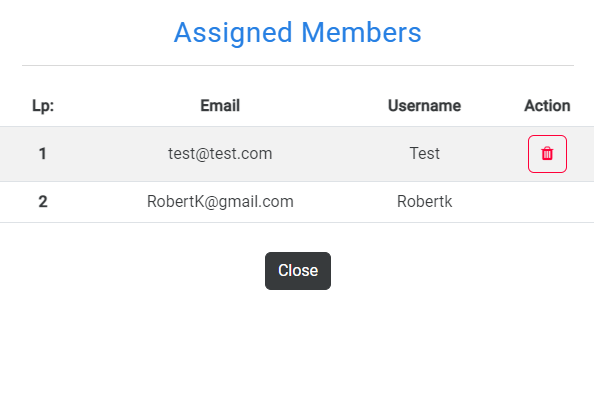 Assigned Members
Lp: Email Username Action
1 test@test.com Test
2 RobertK@gmail.com Robertk
Close